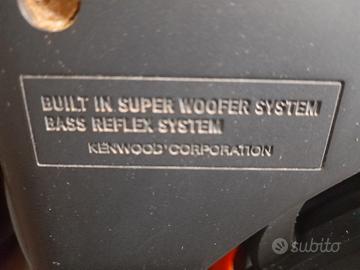 BUILT IN SUPER WOOFER SYSTEM
BASS REFLEX SYSTEM
KENWOOD CORPORATION
subito